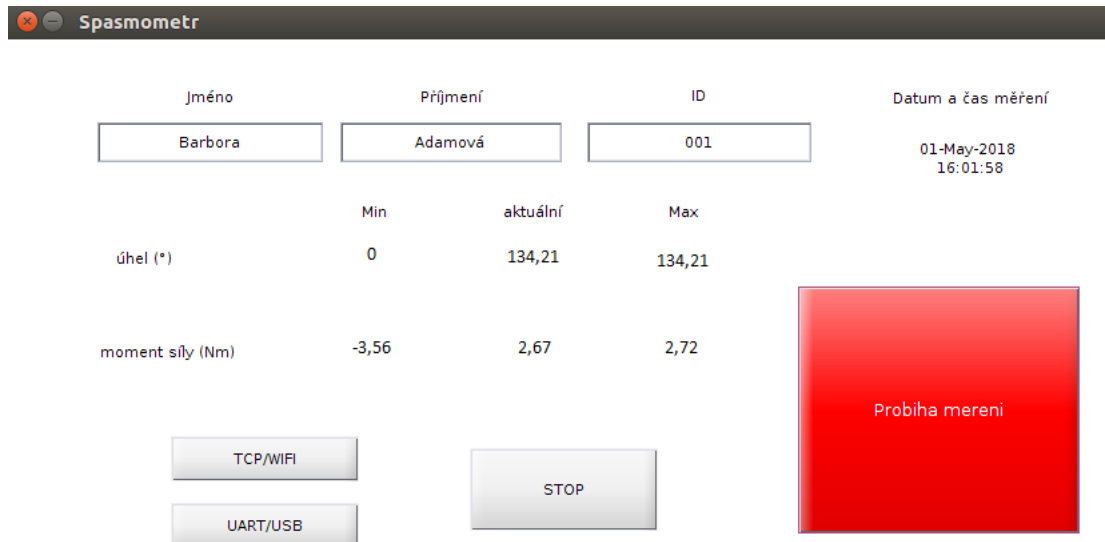 Spasmometr
Jméno Příjmení ID Datum a čas měření
Barbora Adamová 001
01-May-2018
16:01:58
Min aktuální Max
úhel (°) 0 134,21 134,21
moment síly (Nm) -3,56 2,67 2,72
Probiha mereni
TCP/WIFI
STOP
UART/USB